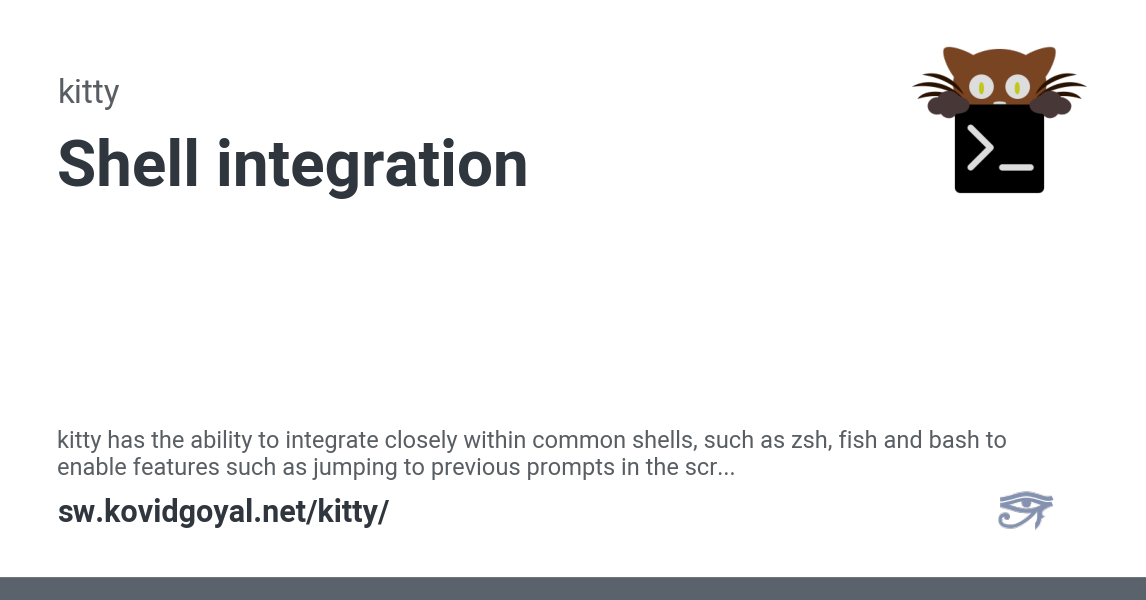 kitty
Shell integration
>_
kitty has the ability to integrate closely within common shells, such as zsh, fish and bash to
enable features such as jumping to previous prompts in the scr...
sw.kovidgoyal.net/kitty/